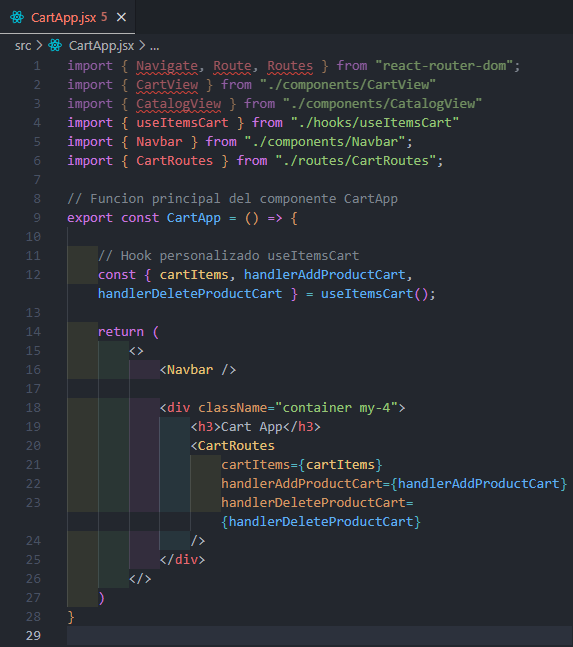 CartApp.jsx 5 ×
src > CartApp.jsx > ...
1 import { Navigate, Route, Routes } from "react-router-dom";
2 import { CartView } from "./components/CartView"
3 import { CatalogView } from "./components/CatalogView"
4 import { useItemsCart } from "./hooks/useItemsCart"
5 import { Navbar } from "./components/Navbar";
6 import { CartRoutes } from "./routes/CartRoutes";
7
8 // Funcion principal del componente CartApp
9 export const CartApp = () => {
10
11     // Hook personalizado useItemsCart
12     const { cartItems, handlerAddProductCart,
    handlerDeleteProductCart } = useItemsCart();
13
14     return (
15         <>
16             <Navbar />
17
18             <div className="container my-4">
19                 <h3>Cart App</h3>
20                 <CartRoutes
21                     cartItems={cartItems}
22                     handlerAddProductCart={handlerAddProductCart}
23                     handlerDeleteProductCart=
                    {handlerDeleteProductCart}
24                 />
25             </div>
26         </>
27     )
28 }
29